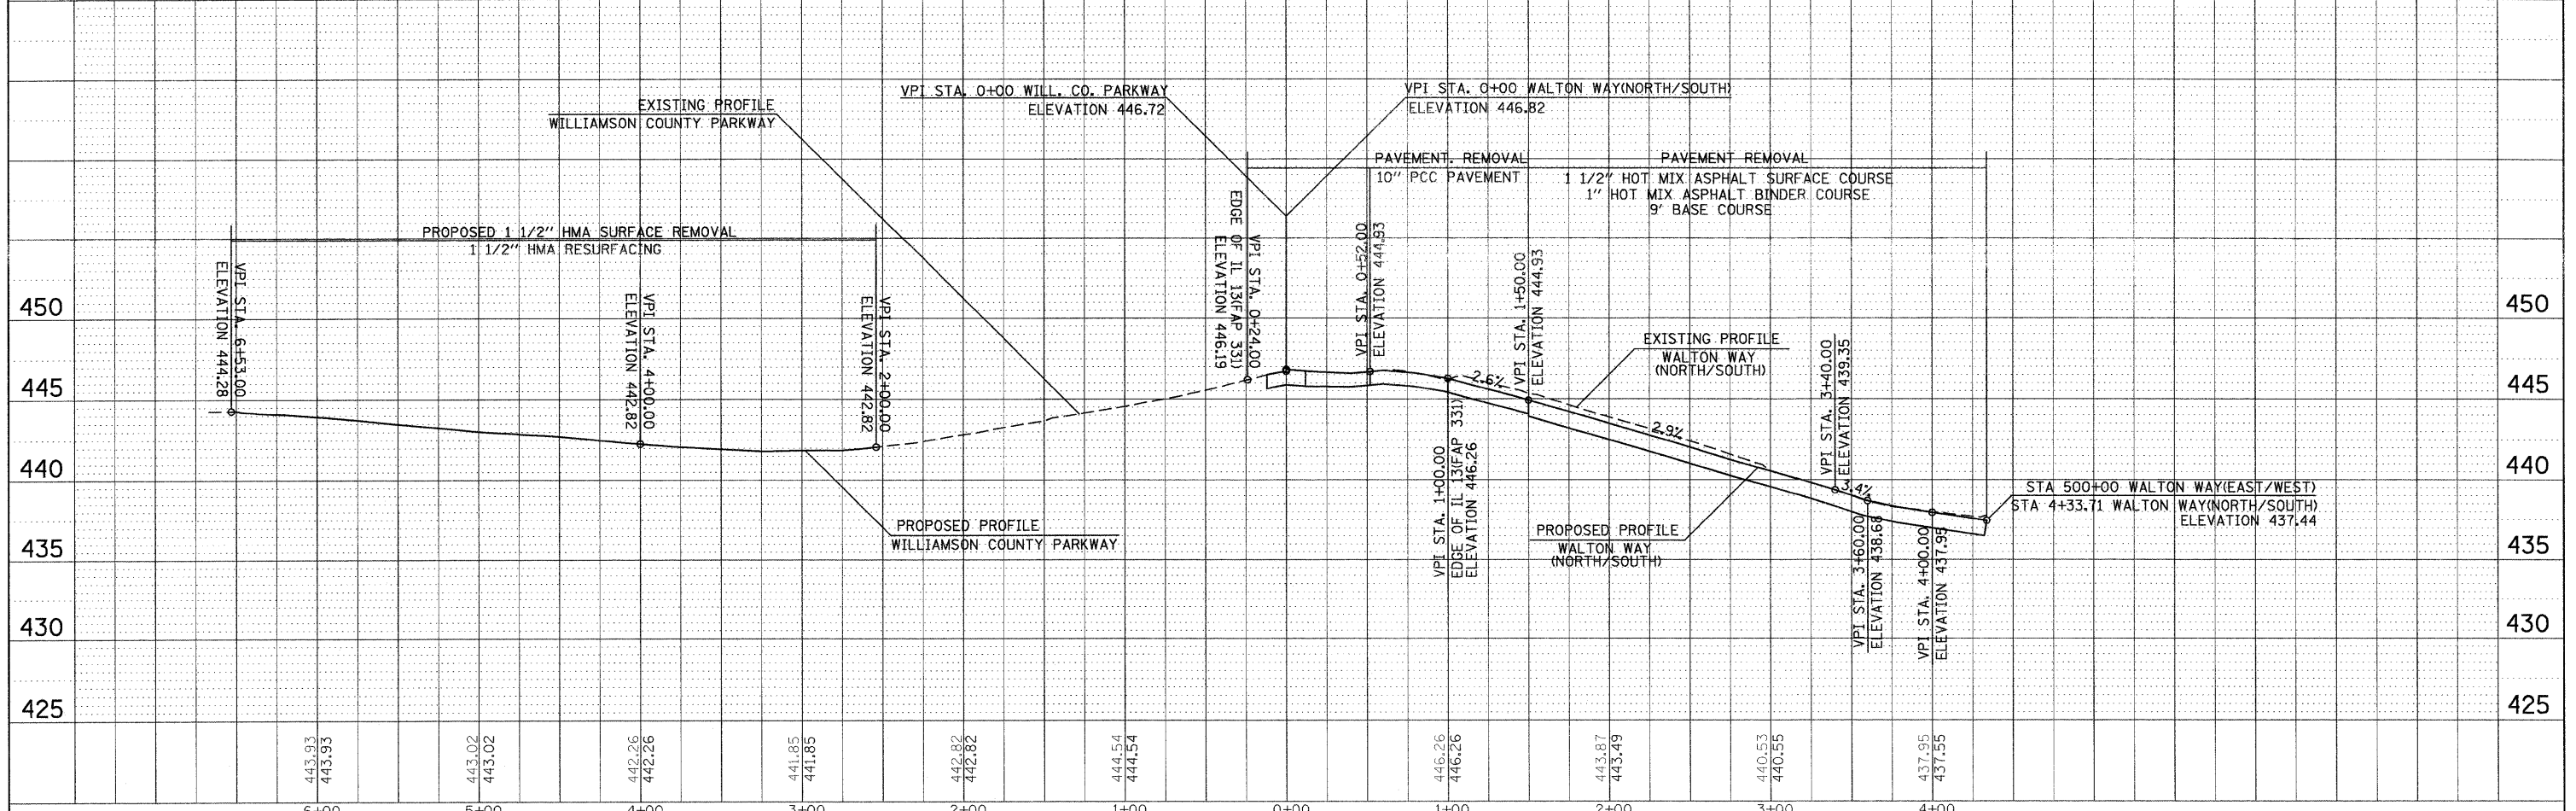 VPI STA. 0+00 WILL. CO. PARKWAY
ELEVATION 446.72
VPI STA. 0+00 WALTON WAY(NORTH/SOUTH)
ELEVATION 446.82
EXISTING PROFILE
WILLIAMSON COUNTY PARKWAY
PAVEMENT. REMOVAL
10" PCC PAVEMENT
PAVEMENT REMOVAL
1 1/2" HOT MIX ASPHALT SURFACE COURSE
1" HOT MIX ASPHALT BINDER COURSE
9' BASE COURSE
PROPOSED 1 1/2" HMA SURFACE REMOVAL
1 1/2" HMA RESURFACING
VPI STA. 6+53.00
ELEVATION 444.28
VPI STA. 4+00.00
ELEVATION 442.82
VPI STA. 2+00.00
ELEVATION 442.82
VPI STA. 0+24.00
EDGE OF IL 13(FAP 331)
ELEVATION 446.19
VPI STA. 0+52.00
ELEVATION 444.93
VPI STA. 1+50.00
ELEVATION 444.93
EXISTING PROFILE
WALTON WAY
(NORTH/SOUTH)
VPI STA. 3+40.00
ELEVATION 439.35
2.6%
2.9%
3.4%
VPI STA. 1+00.00
EDGE OF IL 13(FAP 331)
ELEVATION 446.26
STA 500+00 WALTON WAY(EAST/WEST)
STA 4+33.71 WALTON WAY(NORTH/SOUTH)
ELEVATION 437.44
PROPOSED PROFILE
WILLIAMSON COUNTY PARKWAY
PROPOSED PROFILE
WALTON WAY
(NORTH/SOUTH)
VPI STA. 3+60.00
ELEVATION 438.68
VPI STA. 4+00.00
ELEVATION 437.95
450
445
440
435
430
425
450
445
440
435
430
425
443.93
443.93
443.02
443.02
442.26
442.26
441.85
441.85
442.82
442.82
444.54
444.54
446.26
446.26
443.87
443.49
440.53
440.55
437.95
437.55
6+00
5+00
4+00
3+00
2+00
1+00
0+00
1+00
2+00
3+00
4+00